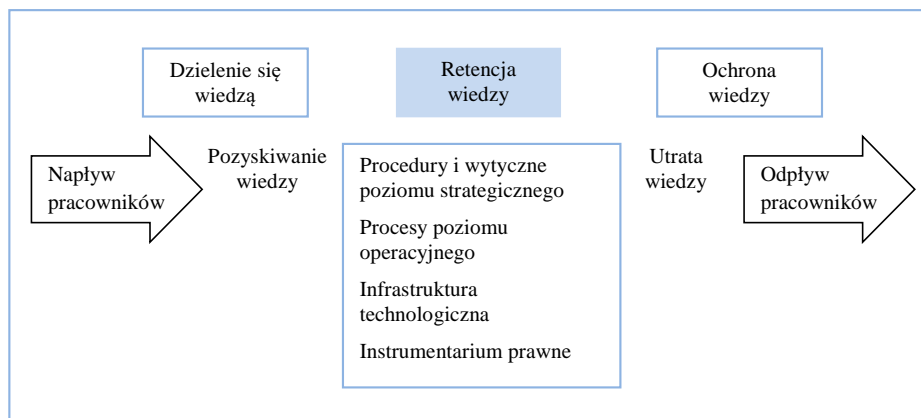 Dzielenie się
wiedzą
Retencja
wiedzy
Ochrona
wiedzy
Napływ
pracowników
Pozyskiwanie
wiedzy
Procedury i wytyczne
poziomu strategicznego
Procesy poziomu
operacyjnego
Infrastruktura
technologiczna
Instrumentarium prawne
Utrata
wiedzy
Odpływ
pracowników